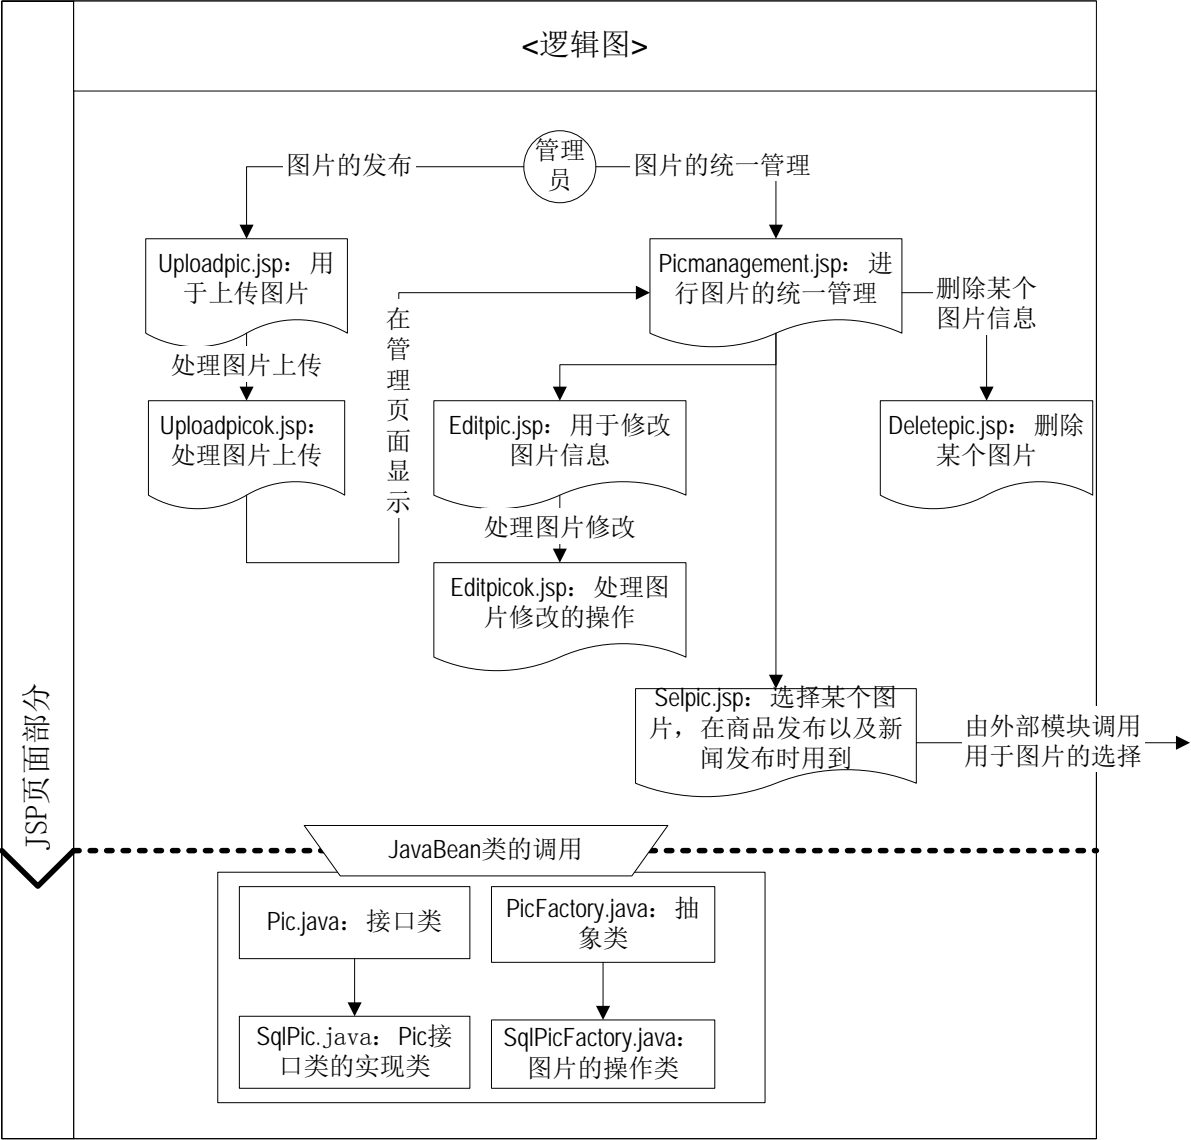 <逻辑图>
管理
员
图片的发布
图片的统一管理
Uploadpic.jsp：用
于上传图片
Picmanagement.jsp：进
行图片的统一管理
删除某个
图片信息
在
管
理
页
面
显
示
处理图片上传
Uploadpicok.jsp：
处理图片上传
Editpic.jsp：用于修改
图片信息
Deletepic.jsp：删除
某个图片
处理图片修改
Editpicok.jsp：处理图
片修改的操作
Selpic.jsp：选择某个图
片，在商品发布以及新
闻发布时用到
由外部模块调用
用于图片的选择
JSP页面部分
JavaBean类的调用
Pic.java：接口类
PicFactory.java：抽
象类
SqlPic.java：Pic接
口类的实现类
SqlPicFactory.java：
图片的操作类